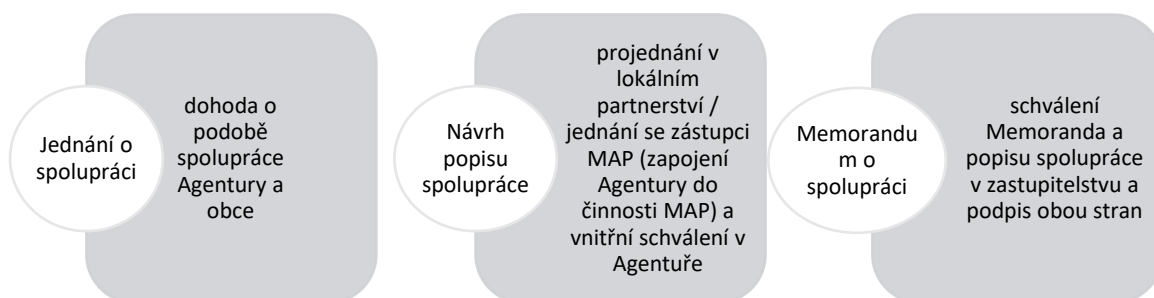 Jednání o
spolupráci
dohoda o
podobě
spolupráce
Agentury a
obce
Návrh
popisu
spolupráce
projednání v
lokálním
partnerství /
jednání se zástupci
MAP (zapojení
Agentury do
činnosti MAP) a
vnitřní schválení v
Agentuře
Memorandu
m o
spolupráci
schválení
Memoranda a
popisu spolupráce
v zastupitelstvu a
podpis obou stran